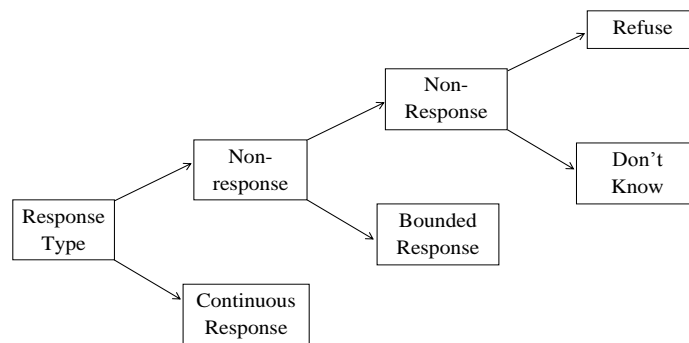 Refuse
Non-
Response
Non-
response
Don't
Know
Response
Type
Bounded
Response
Continuous
Response